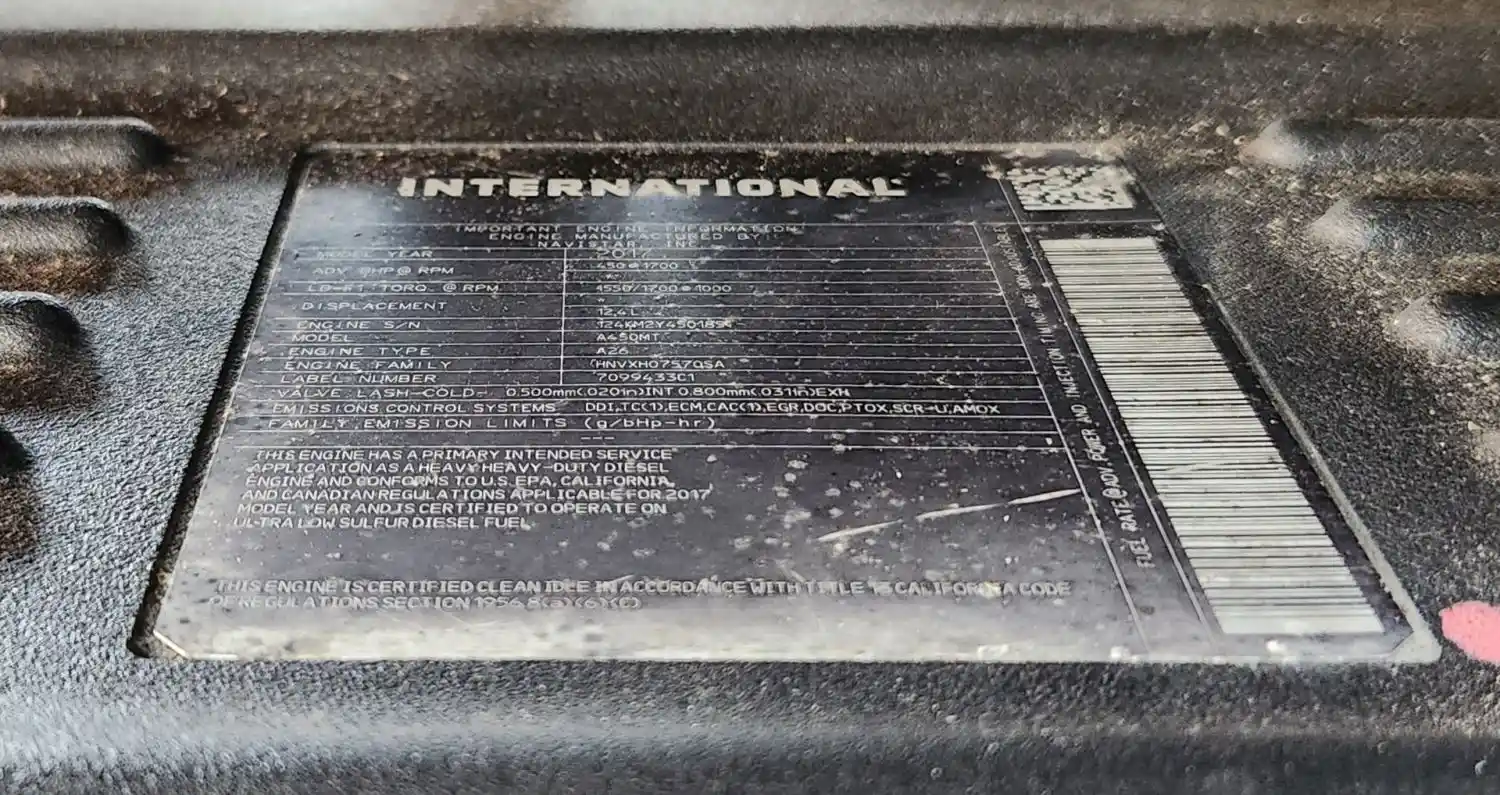 INTERNATIONAL
IMPORTANT ENGINE INFORMATION
ENGINE MANUFACTURED BY
NAVISTAR, INC.
MODEL YEAR 2017
ADV. BHP @ RPM 450@1700
LB-FT. TORQ. @ RPM 1550/1700@1000
DISPLACEMENT 12.4L
ENGINE S/N
MODEL A450MT
ENGINE TYPE A26
ENGINE FAMILY HNVXH0757QSA
LABEL NUMBER 7099433C1
VALVE LASH-COLD- 0.500mm(.020in)INT 0.800mm(.031in)EXH
EMISSIONS CONTROL SYSTEMS DDI,TC(1),ECM,CAC(1),EGR,DOC,PTOX,SCR-U,AMOX
FAMILY EMISSION LIMITS (g/bHp-hr)
---
THIS ENGINE HAS A PRIMARY INTENDED SERVICE
APPLICATION AS A HEAVY HEAVY-DUTY DIESEL
ENGINE AND CONFORMS TO U.S. EPA, CALIFORNIA,
AND CANADIAN REGULATIONS APPLICABLE FOR 2017
MODEL YEAR AND IS CERTIFIED TO OPERATE ON
ULTRA LOW SULFUR DIESEL FUEL
THIS ENGINE IS CERTIFIED CLEAN IDLE IN ACCORDANCE WITH TITLE 13 CALIFORNIA CODE
OF REGULATIONS SECTION 1956.8(a)(6)(C)
FUEL RATE @ ADV. POWER AND INJECTION TIMING ARE NON-ADJUSTABLE